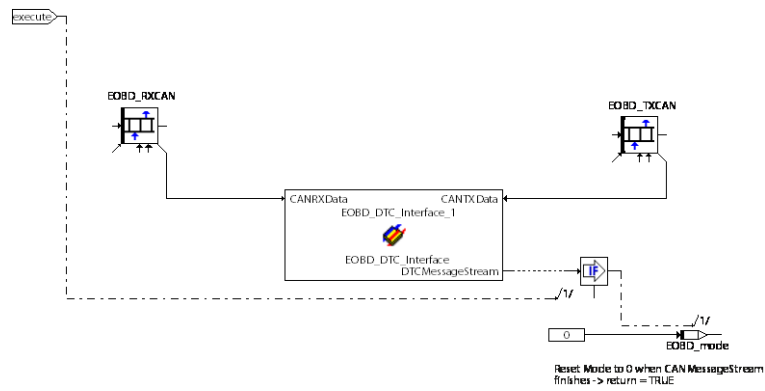 execute
EOBD_RXCAN
EOBD_TXCAN
CANRXData
CANTXData
EOBD_DTC_Interface_1
EOBD_DTC_Interface
DTCMessageStream
IF
/1/
/1/
0
EOBD_mode
Reset Mode to 0 when CAN MessageStream
finishes -> return = TRUE